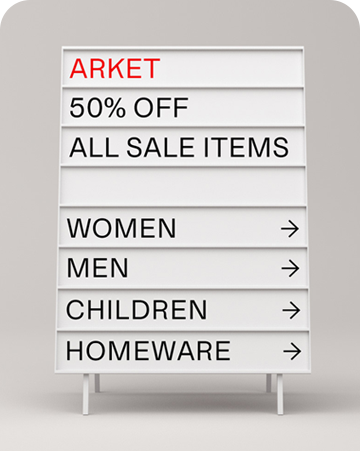 ARKET
50% OFF
ALL SALE ITEMS
WOMEN →
MEN →
CHILDREN →
HOMEWARE →